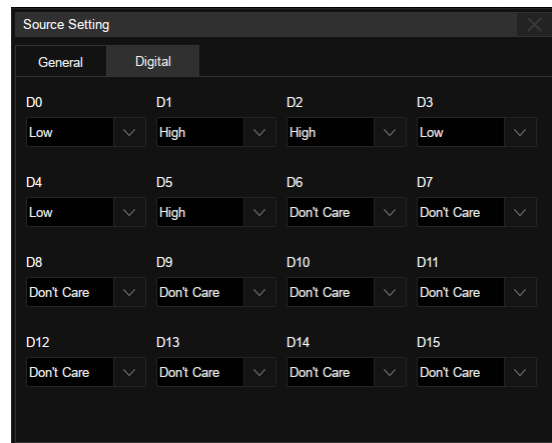 Source Setting
General Digital
D0 D1 D2 D3
Low High High Low
D4 D5 D6 D7
Low High Don't Care Don't Care
D8 D9 D10 D11
Don't Care Don't Care Don't Care Don't Care
D12 D13 D14 D15
Don't Care Don't Care Don't Care Don't Care